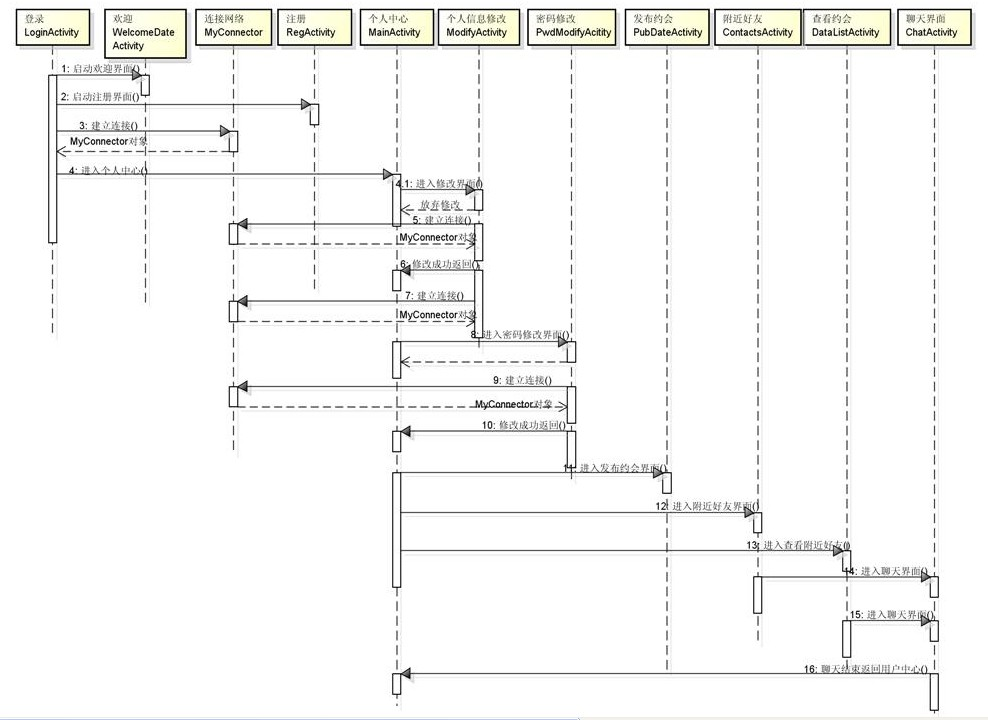 登录
LoginActivity
欢迎
WelcomeDate
Activity
连接网络
MyConnector
注册
RegActivity
个人中心
MainActivity
个人信息修改
ModifyActivity
密码修改
PwdModifyAcitity
发布约会
PubDateActivity
附近好友
ContactsActivity
查看约会
DataListActivity
聊天界面
ChatActivity
1: 启动欢迎界面()
2: 启动注册界面()
3: 建立连接()
MyConnector对象
4: 进入个人中心()
4.1: 进入修改界面()
放弃修改
5: 建立连接()
MyConnector对象
6: 修改成功返回()
7: 建立连接()
MyConnector对象
8: 进入密码修改界面()
9: 建立连接()
MyConnector对象
10: 修改成功返回()
11: 进入发布约会界面()
12: 进入附近好友界面()
13: 进入查看附近好友()
14: 进入聊天界面()
15: 进入聊天界面()
16: 聊天结束返回用户中心()